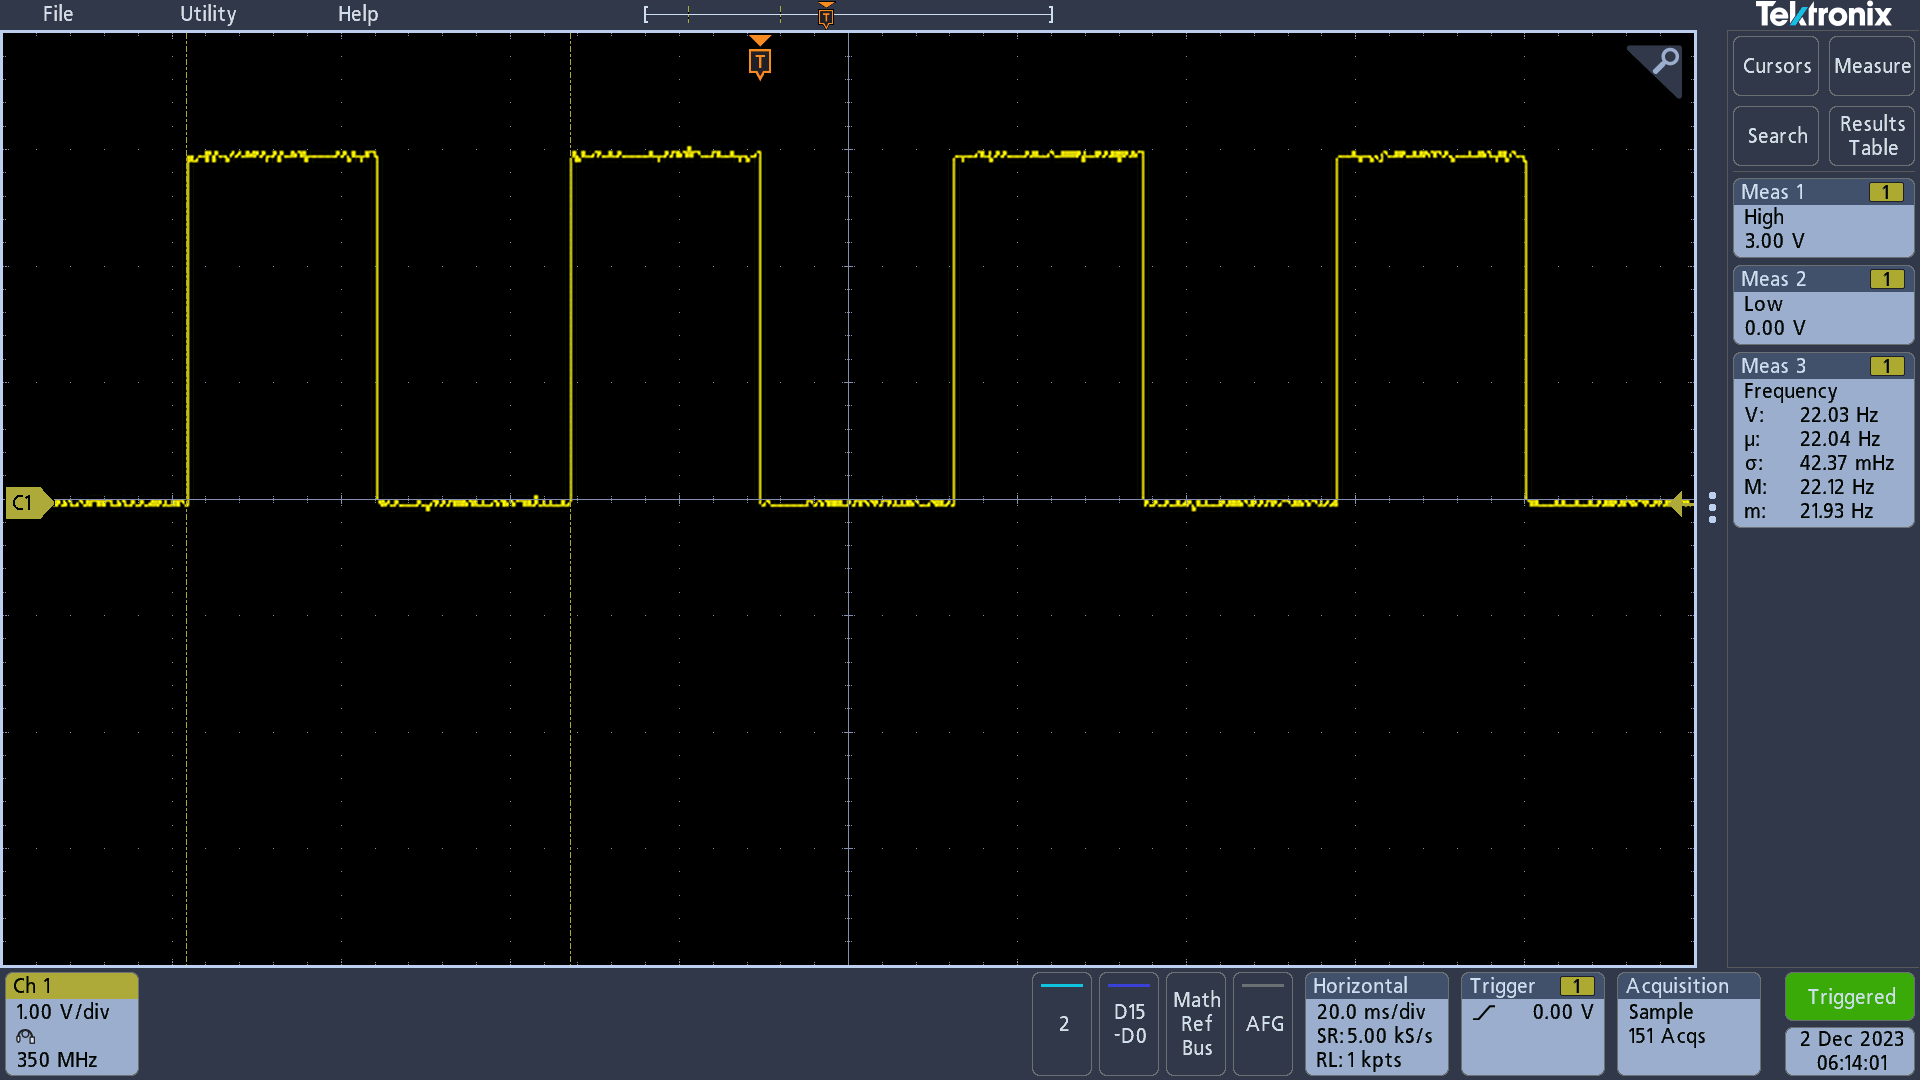 File Utility Help
T
Tektronix
T
Cursors Measure
Search Results Table
Meas 1 1
High
3.00 V
Meas 2 1
Low
0.00 V
Meas 3 1
Frequency
V: 22.03 Hz
µ: 22.04 Hz
σ: 42.37 mHz
M: 22.12 Hz
m: 21.93 Hz
C1
Ch 1
1.00 V/div
350 MHz
2
D15
-D0
Math
Ref
Bus
AFG
Horizontal
20.0 ms/div
SR:5.00 kS/s
RL:1 kpts
Trigger 1
0.00 V
Acquisition
Sample
151 Acqs
Triggered
2 Dec 2023
06:14:01